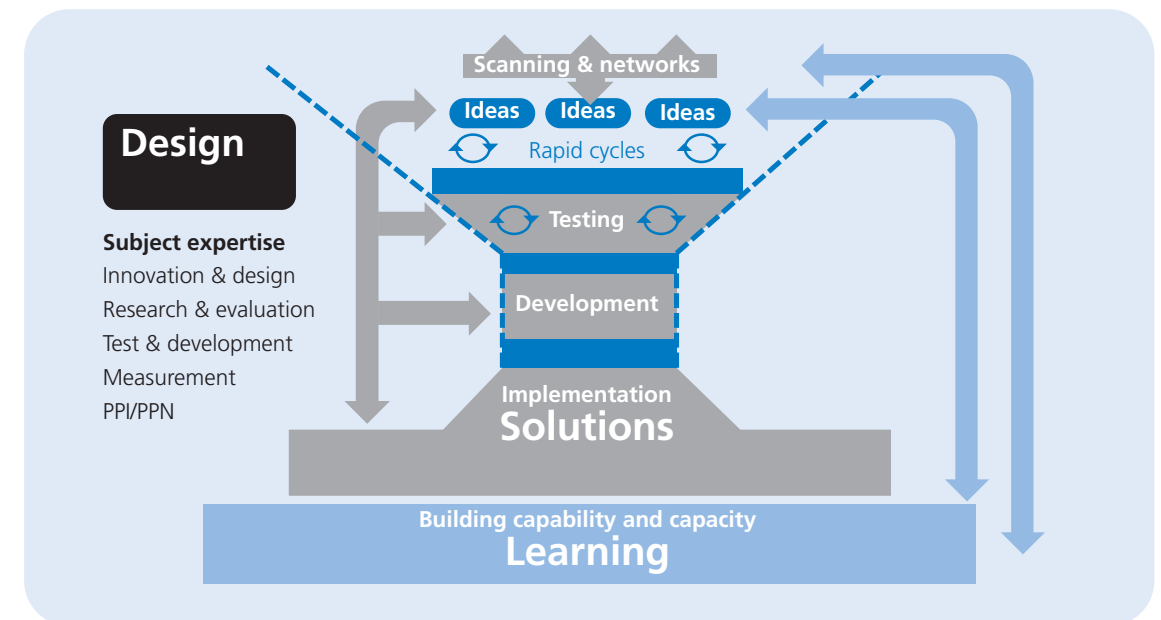 Scanning & networks
Ideas Ideas Ideas
Rapid cycles
Design
Testing
Subject expertise
Innovation & design
Research & evaluation
Test & development
Measurement
PPI/PPN
Development
Implementation
Solutions
Building capability and capacity
Learning